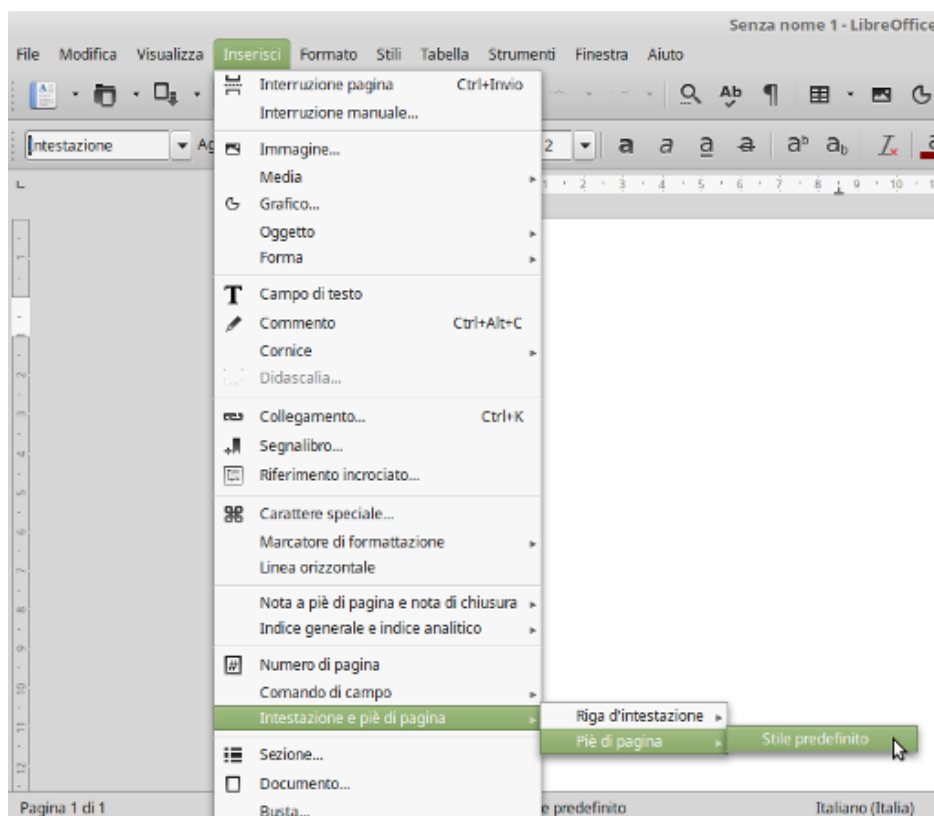 Senza nome 1 - LibreOffice
File Modifica Visualizza Inserisci Formato Stili Tabella Strumenti Finestra Aiuto
Interruzione pagina Ctrl+Invio
Interruzione manuale...
Intestazione
Immagine...
Media
Grafico...
Oggetto
Forma
Campo di testo
Commento Ctrl+Alt+C
Cornice
Didascalia...
Collegamento... Ctrl+K
Segnalibro...
Riferimento incrociato...
Carattere speciale...
Marcatore di formattazione
Linea orizzontale
Nota a piè di pagina e nota di chiusura
Indice generale e indice analitico
Numero di pagina
Comando di campo
Intestazione e piè di pagina
Riga d'intestazione
Piè di pagina
Stile predefinito
Sezione...
Documento...
Busta...
Pagina 1 di 1 e predefinito Italiano (Italia)